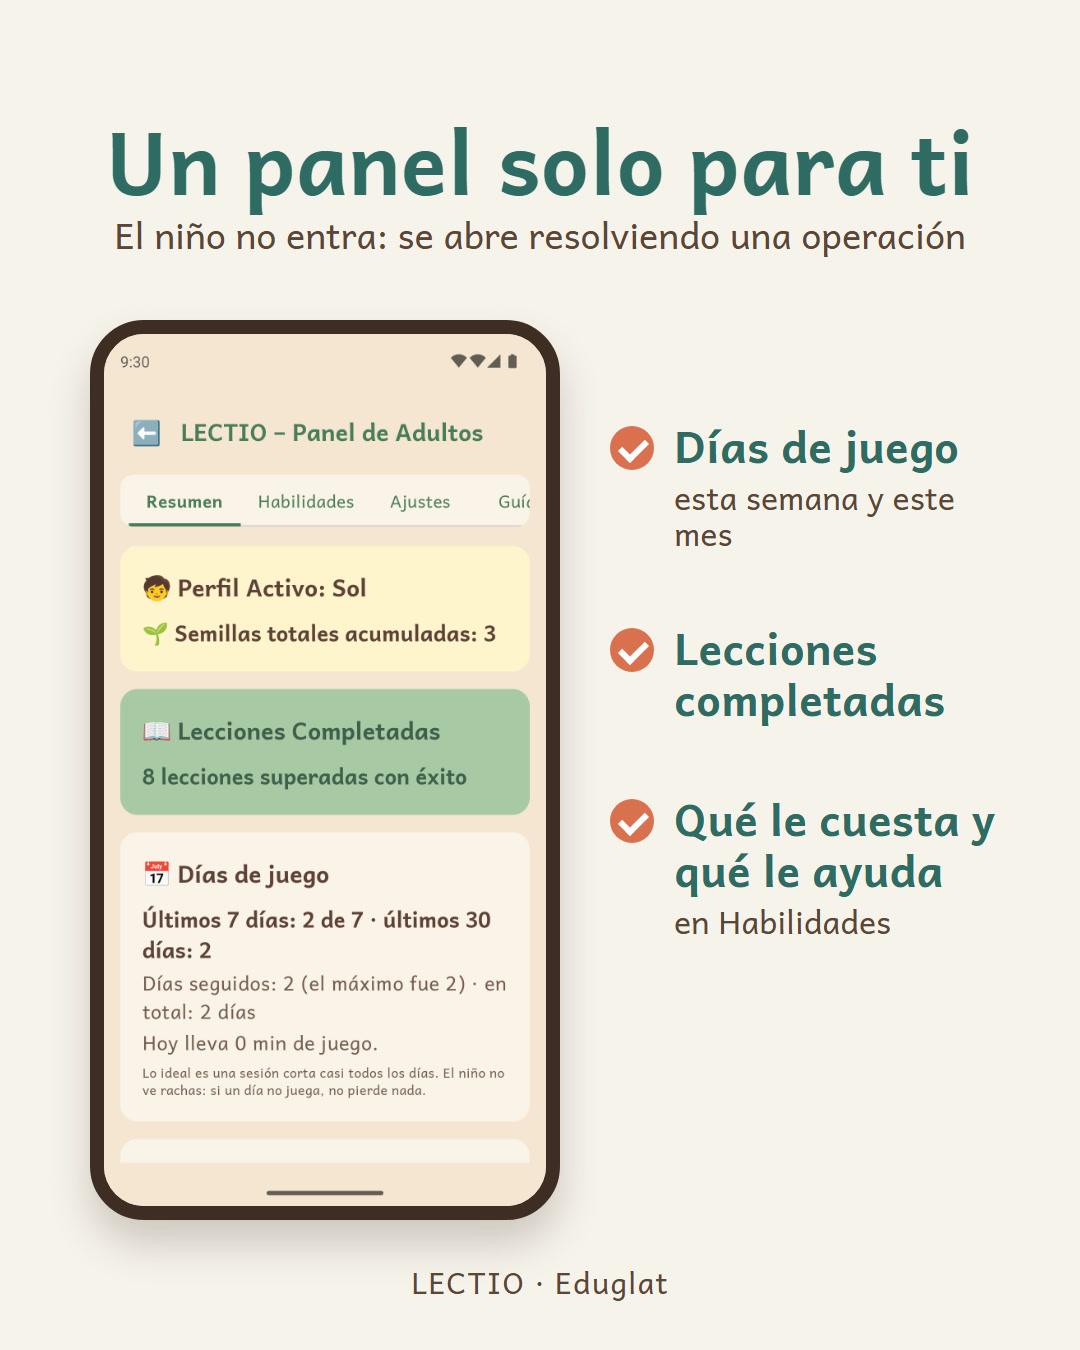 Un panel solo para ti
El niño no entra: se abre resolviendo una operación
9:30
LECTIO – Panel de Adultos
Resumen Habilidades Ajustes Guía
Perfil Activo: Sol
Semillas totales acumuladas: 3
Lecciones Completadas
8 lecciones superadas con éxito
Días de juego
Últimos 7 días: 2 de 7 · últimos 30
días: 2
Días seguidos: 2 (el máximo fue 2) · en
total: 2 días
Hoy lleva 0 min de juego.
Lo ideal es una sesión corta casi todos los días. El niño no
ve rachas: si un día no juega, no pierde nada.
Días de juego
esta semana y este
mes
Lecciones
completadas
Qué le cuesta y
qué le ayuda
en Habilidades
LECTIO · Eduglat